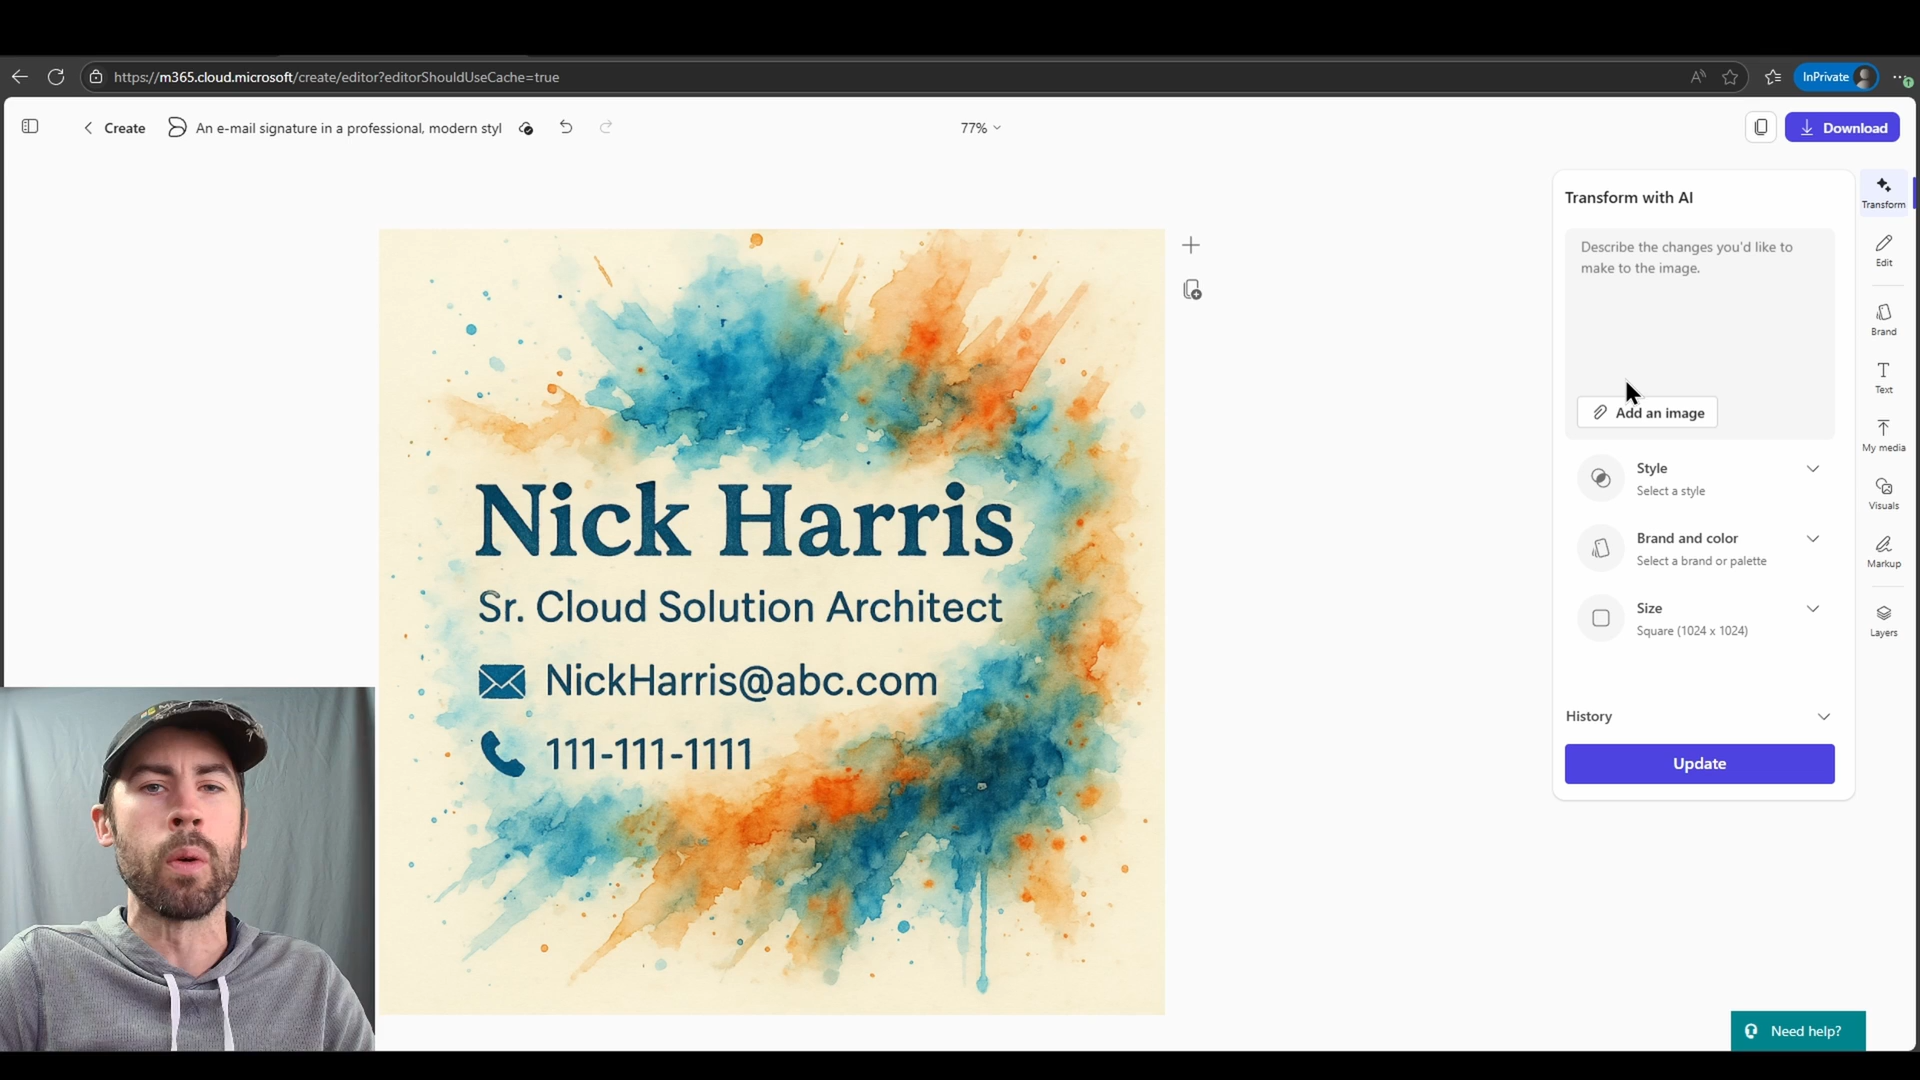 https://m365.cloud.microsoft/create/editor?editorShouldUseCache=true
InPrivate
Create
An e-mail signature in a professional, modern styl
77%
Download
Transform with AI
Describe the changes you'd like to
make to the image.
Add an image
Style
Select a style
Brand and color
Select a brand or palette
Size
Square (1024 x 1024)
History
Update
Transform
Edit
Brand
Text
My media
Visuals
Markup
Layers
Nick Harris
Sr. Cloud Solution Architect
NickHarris@abc.com
111-111-1111
Need help?